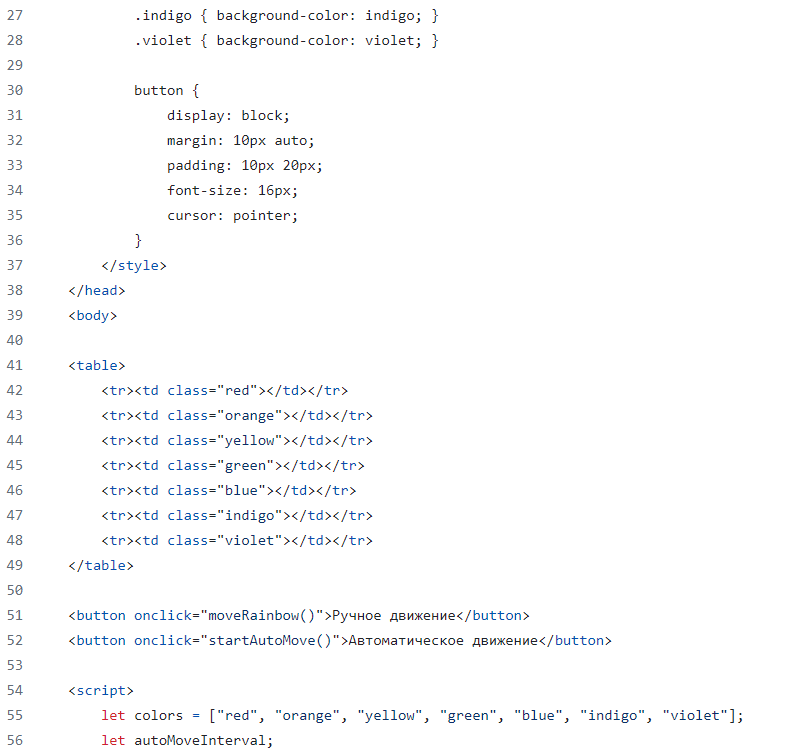 27 .indigo { background-color: indigo; }
28 .violet { background-color: violet; }
29
30 button {
31 display: block;
32 margin: 10px auto;
33 padding: 10px 20px;
34 font-size: 16px;
35 cursor: pointer;
36 }
37 </style>
38 </head>
39 <body>
40
41 <table>
42 <tr><td class="red"></td></tr>
43 <tr><td class="orange"></td></tr>
44 <tr><td class="yellow"></td></tr>
45 <tr><td class="green"></td></tr>
46 <tr><td class="blue"></td></tr>
47 <tr><td class="indigo"></td></tr>
48 <tr><td class="violet"></td></tr>
49 </table>
50
51 <button onclick="moveRainbow()">Ручное движение</button>
52 <button onclick="startAutoMove()">Автоматическое движение</button>
53
54 <script>
55 let colors = ["red", "orange", "yellow", "green", "blue", "indigo", "violet"];
56 let autoMoveInterval;